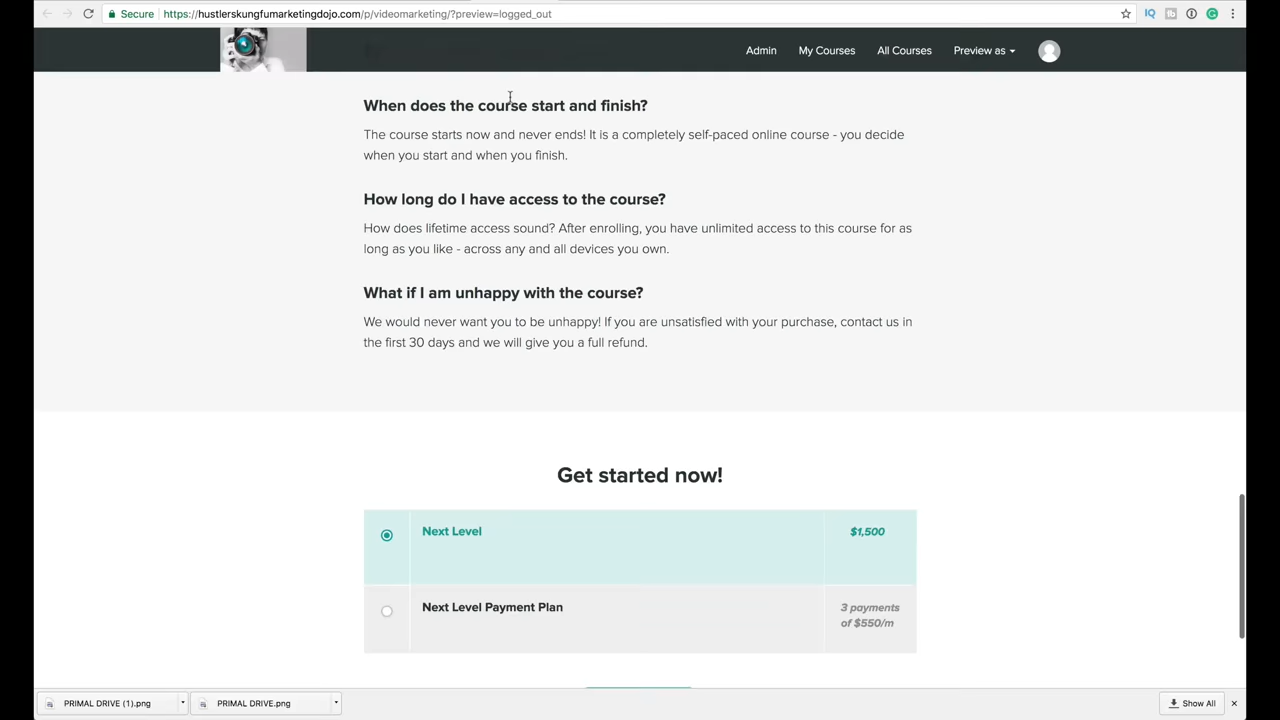 Secure https://hustlerskungfumarketingdojo.com/p/videomarketing/?preview=logged_out
Admin My Courses All Courses Preview as
When does the course start and finish?
The course starts now and never ends! It is a completely self-paced online course - you decide
when you start and when you finish.
How long do I have access to the course?
How does lifetime access sound? After enrolling, you have unlimited access to this course for as
long as you like - across any and all devices you own.
What if I am unhappy with the course?
We would never want you to be unhappy! If you are unsatisfied with your purchase, contact us in
the first 30 days and we will give you a full refund.
Get started now!
Next Level $1,500
Next Level Payment Plan 3 payments
of $550/m
PRIMAL DRIVE (1).png PRIMAL DRIVE.png Show All